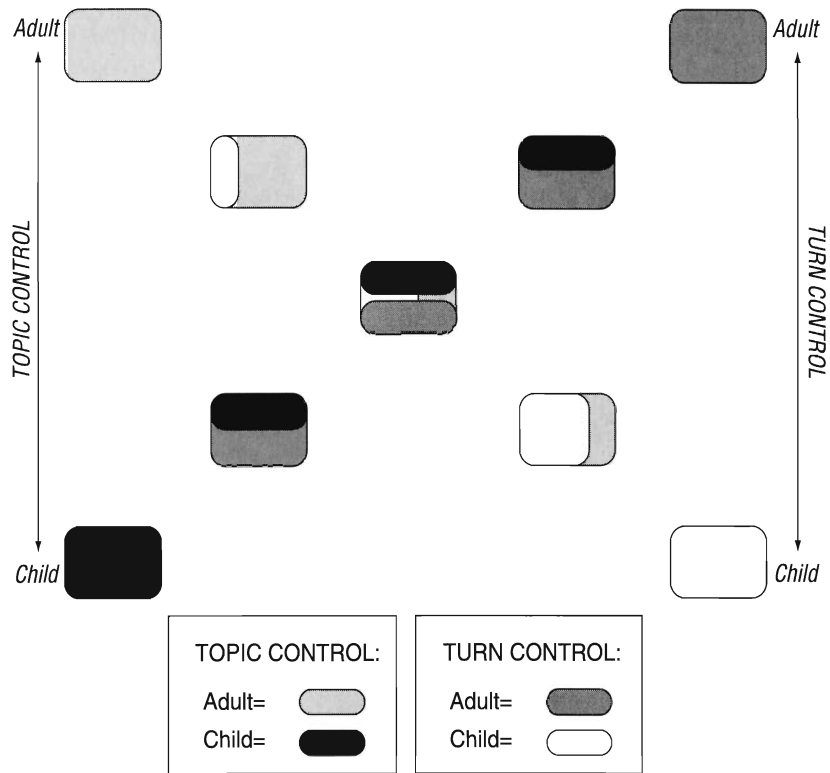 Adult
Adult
TOPIC CONTROL
TURN CONTROL
Child
Child
TOPIC CONTROL:
Adult=
Child=
TURN CONTROL:
Adult=
Child=